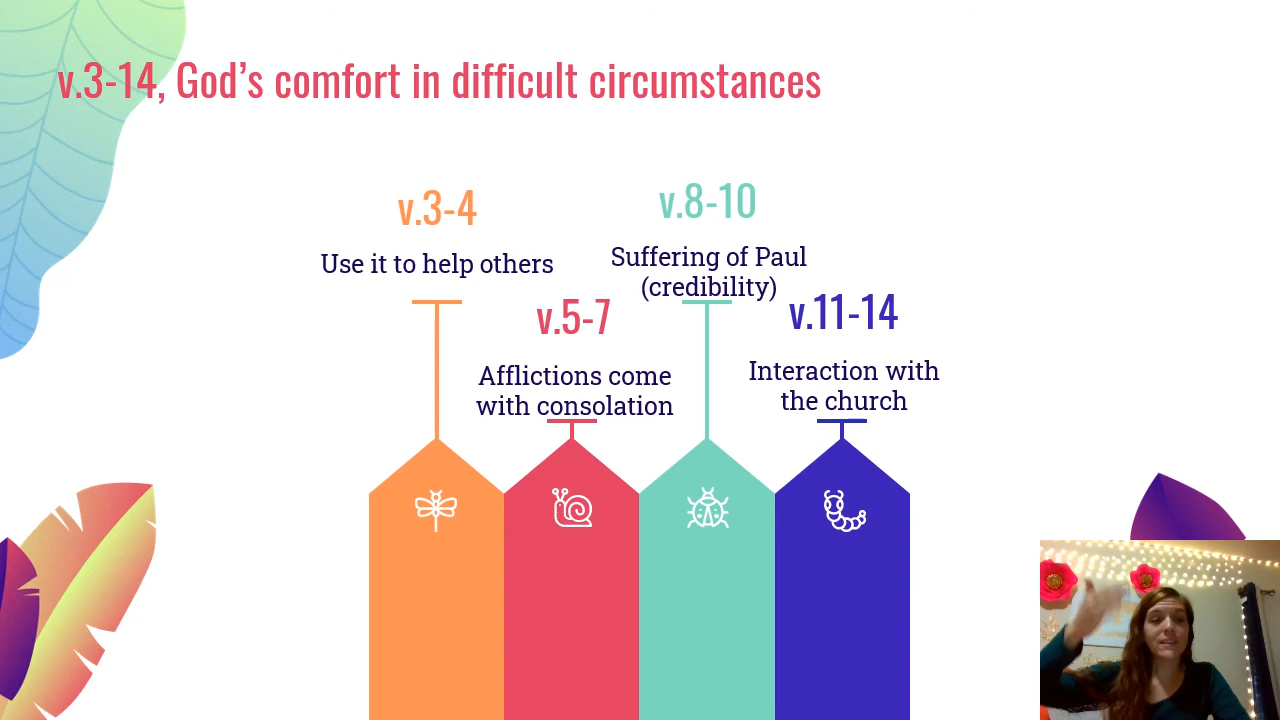 v.3-14, God’s comfort in difficult circumstances
v.3-4
Use it to help others
v.5-7
Afflictions come
with consolation
v.8-10
Suffering of Paul
(credibility)
v.11-14
Interaction with
the church